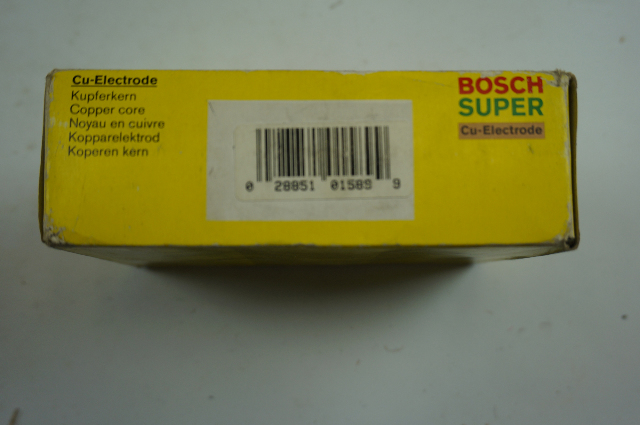 Cu-Electrode
Kupferkern
Copper core
Noyau en cuivre
Kopparelektrod
Koperen kern
0 28851 01589 9
BOSCH
SUPER
Cu-Electrode